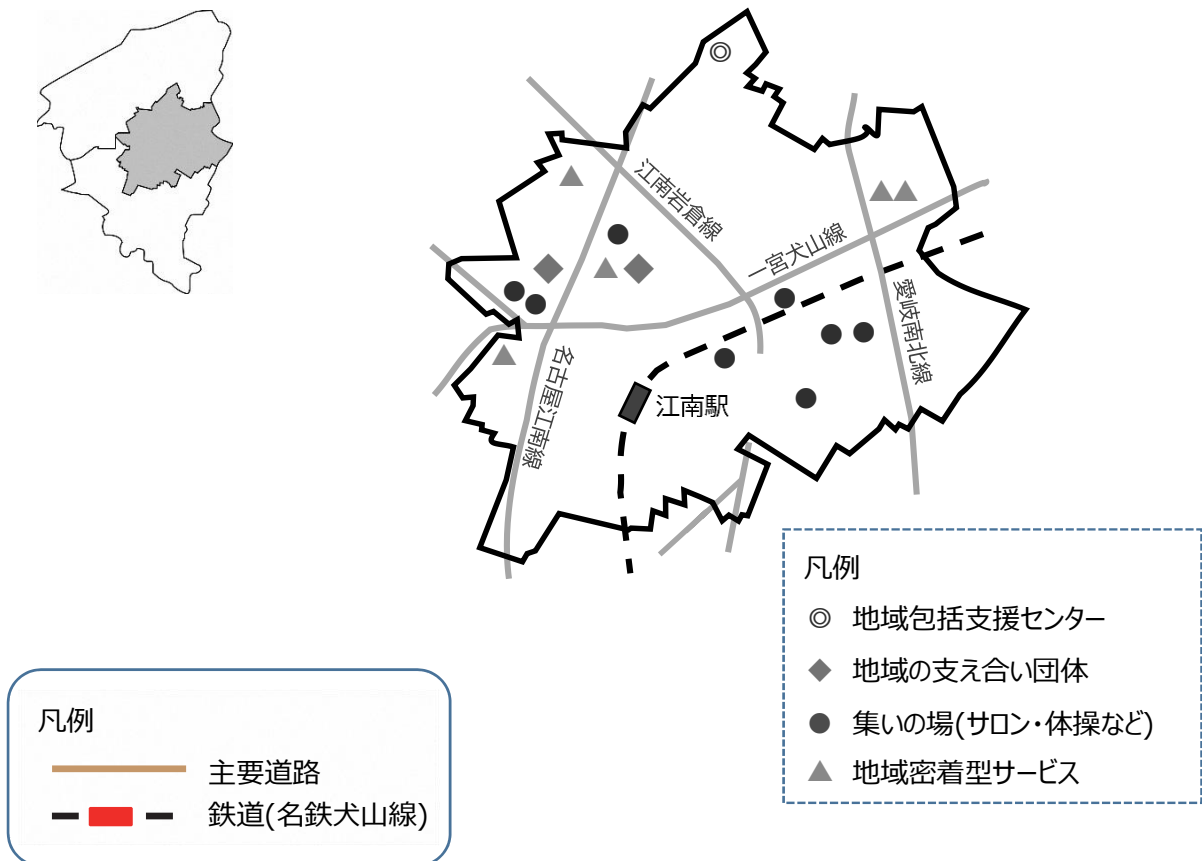 江南岩倉線
一宮犬山線
愛岐南北線
名古屋江南線
江南駅
凡例
◎ 地域包括支援センター
◆ 地域の支え合い団体
● 集いの場(サロン・体操など)
▲ 地域密着型サービス
凡例
主要道路
鉄道(名鉄犬山線)